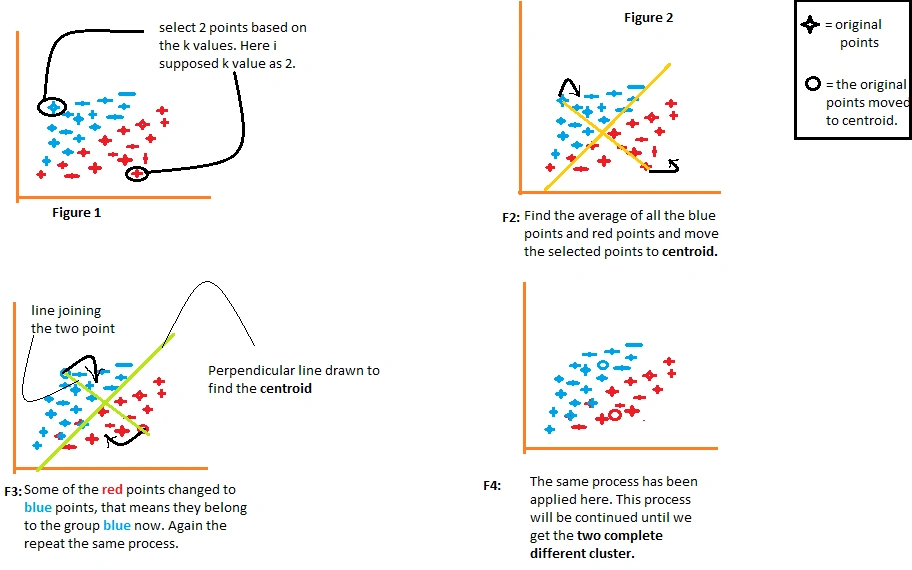 select 2 points based on
the k values. Here i
supposed k value as 2.
Figure 1
Figure 2
= original
points
= the original
points moved
to centroid.
F2: Find the average of all the blue
points and red points and move
the selected points to centroid.
line joining
the two point
Perpendicular line drawn to
find the centroid
F3: Some of the red points changed to
blue points, that means they belong
to the group blue now. Again the
repeat the same process.
F4: The same process has been
applied here. This process
will be continued until we
get the two complete
different cluster.